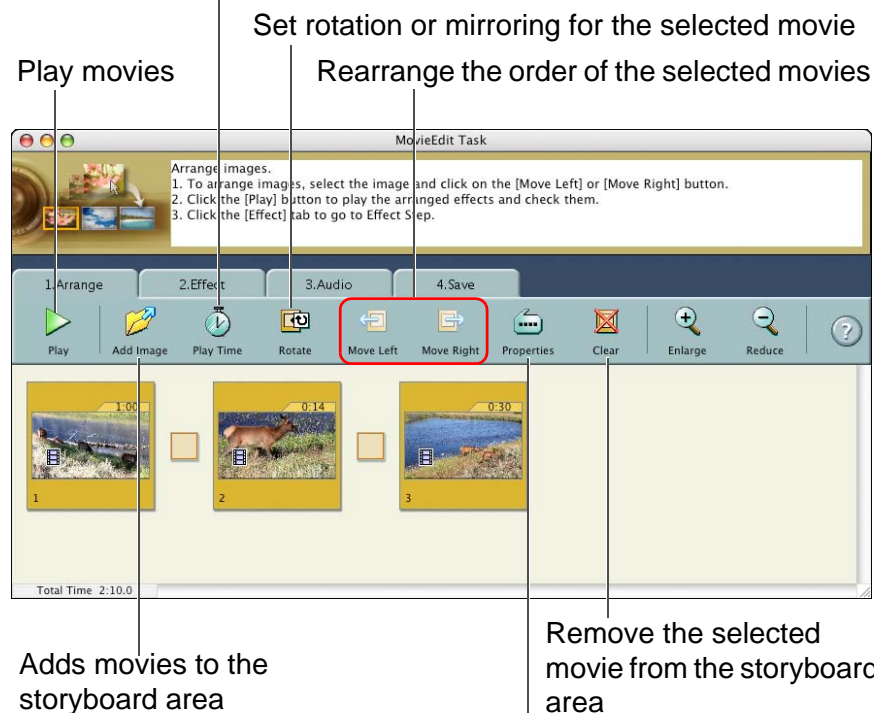 Set rotation or mirroring for the selected movie
Play movies
Rearrange the order of the selected movies
MovieEdit Task
Arrange images.
1. To arrange images, select the image and click on the [Move Left] or [Move Right] button.
2. Click the [Play] button to play the arranged effects and check them.
3. Click the [Effect] tab to go to Effect Step.
1.Arrange
2.Effect
3.Audio
4.Save
Play
Add Image
Play Time
Rotate
Move Left
Move Right
Properties
Clear
Enlarge
Reduce
?
1:00
0:14
0:30
1
2
3
Total Time 2:10.0
Adds movies to the
storyboard area
Remove the selected
movie from the storyboard
area